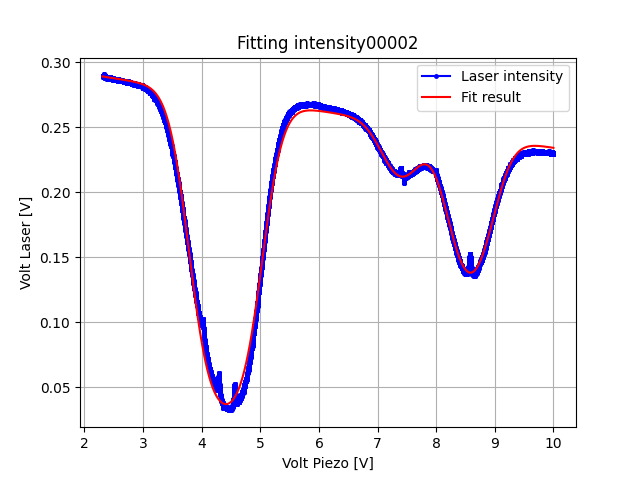 Fitting intensity00002
Laser intensity
Fit result
Volt Laser [V]
0.30
0.25
0.20
0.15
0.10
0.05
2 3 4 5 6 7 8 9 10
Volt Piezo [V]